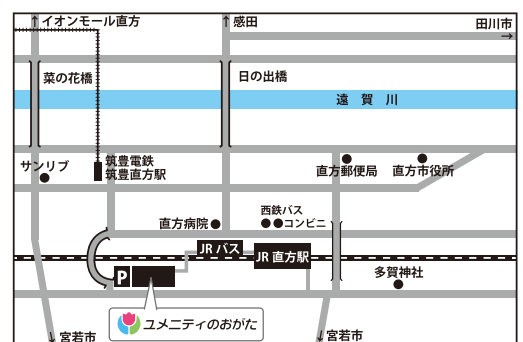 ↑イオンモール直方
↑感田
田川市
→
菜の花橋
日の出橋
遠賀川
サンリブ
筑豊電鉄
筑豊直方駅
直方郵便局
直方市役所
西鉄バス
直方病院
コンビニ
JR バス
JR 直方駅
P
多賀神社
ユメニティのおがた
↓宮若市
↓宮若市